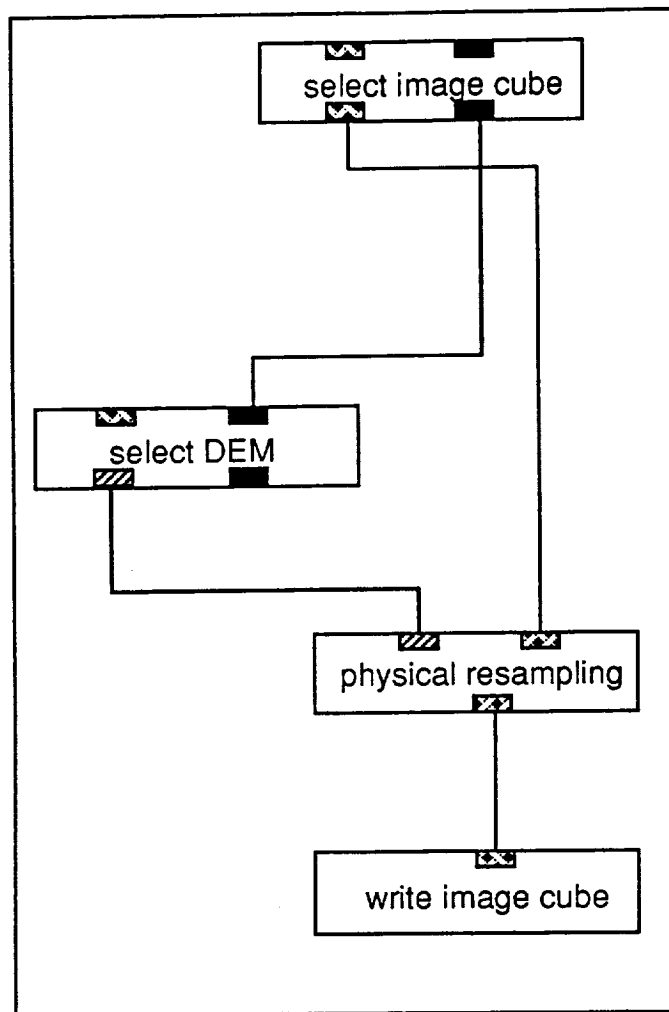 select image cube
select DEM
physical resampling
write image cube